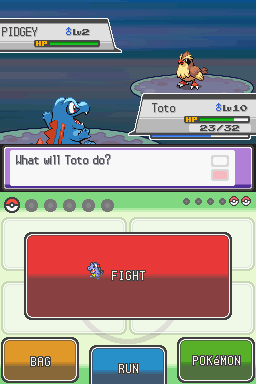 PIDGEY ♂Lv2
HP
Toto ♂Lv10
HP
23/32
What will Toto do?
FIGHT
BAG
RUN
POKéMON